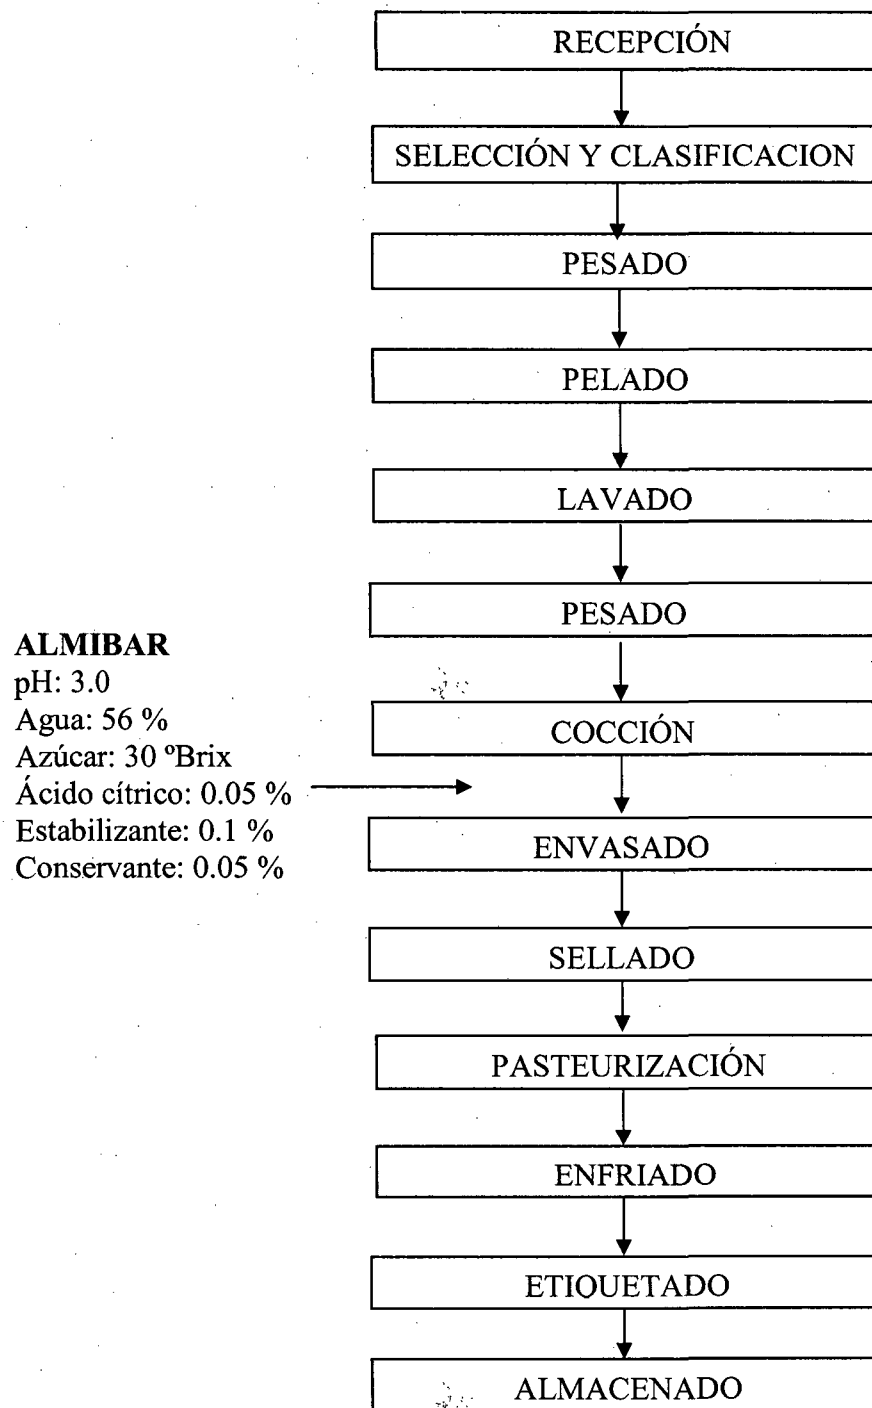 RECEPCIÓN
SELECCIÓN Y CLASIFICACION
PESADO
PELADO
LAVADO
PESADO
ALMIBAR
pH: 3.0
Agua: 56 %
Azúcar: 30 ºBrix
Ácido cítrico: 0.05 %
Estabilizante: 0.1 %
Conservante: 0.05 %
COCCIÓN
ENVASADO
SELLADO
PASTEURIZACIÓN
ENFRIADO
ETIQUETADO
ALMACENADO